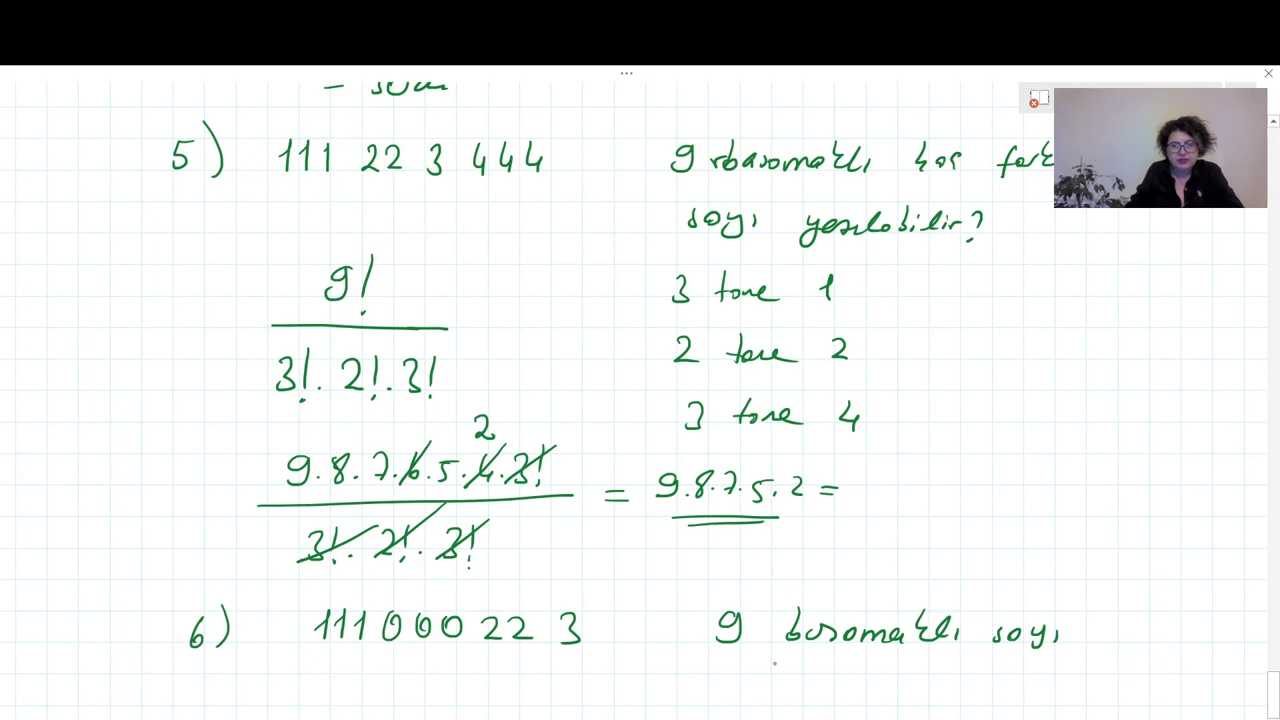 5) 111 22 3 444 9 rbasamaklı kaç
sayı yazılabilir?
9!
3!.2!.3!
3 tane 1
2 tane 2
3 tane 4
2
9.8.7.6.5.4.3! = 9.8.7.5.2 =
3!.2!.3!
6) 111 000 22 3 9 basamaklı sayı